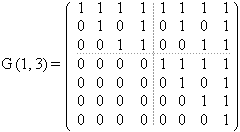 1 1 1 1 1 1 1 1
0 1 0 1 0 1 0 1
0 0 1 1 0 0 1 1
G (1, 3) = 0 0 0 0 1 1 1 1
0 0 0 0 0 1 0 1
0 0 0 0 0 0 1 1
0 0 0 0 0 0 0 1